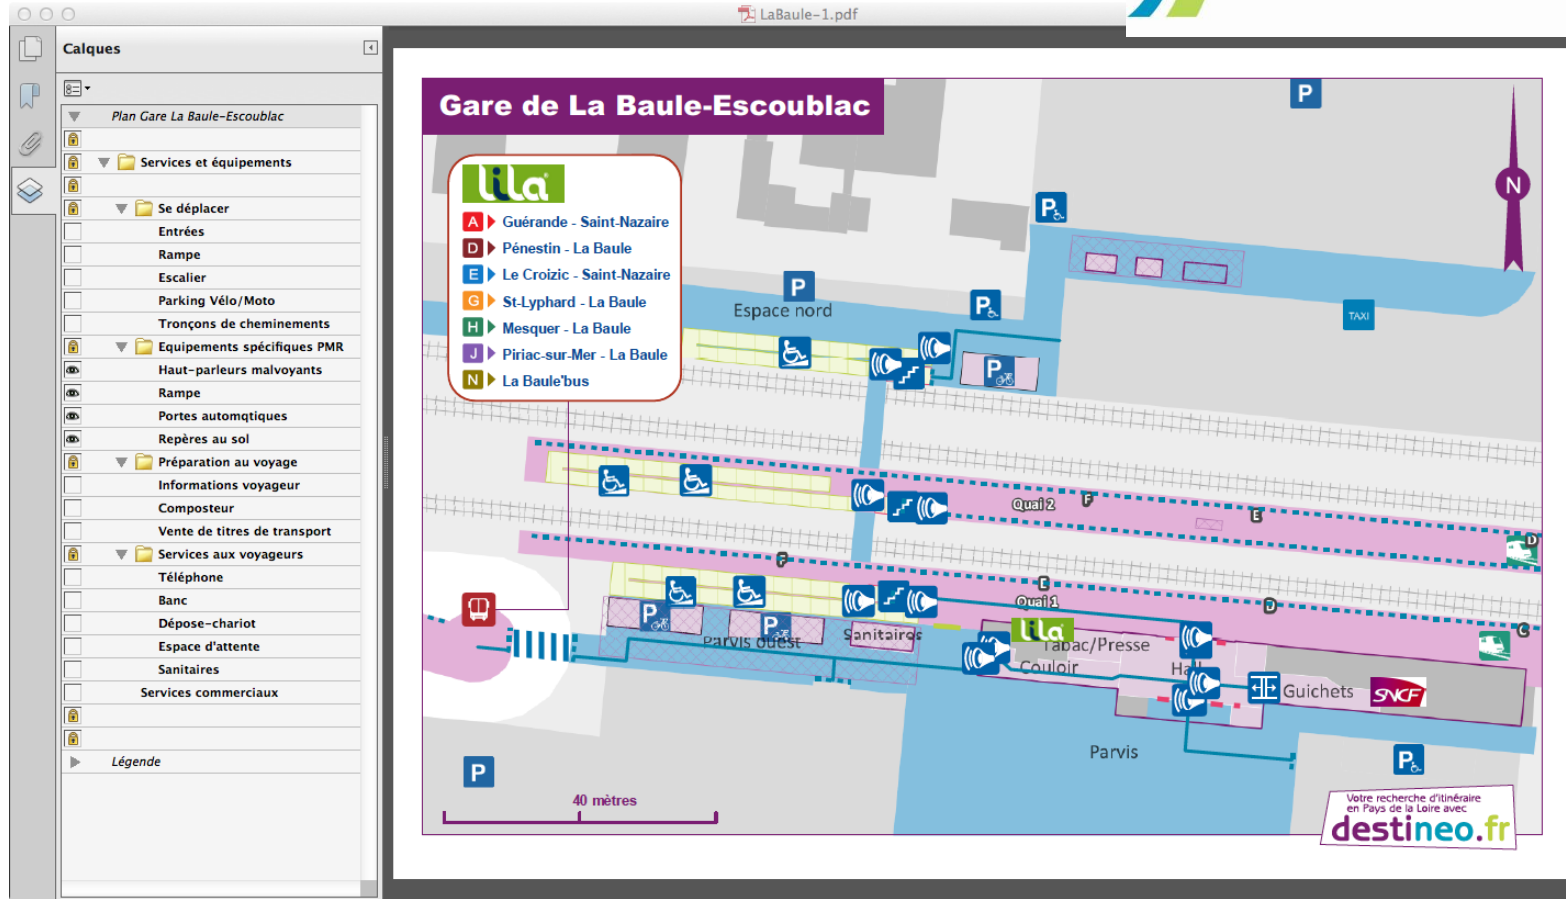 LaBaule-1.pdf
Calques
Plan Gare La Baule-Escoublac
Services et équipements
Se déplacer
Entrées
Rampe
Escalier
Parking Vélo/Moto
Tronçons de cheminements
Equipements spécifiques PMR
Haut-parleurs malvoyants
Rampe
Portes automqtiques
Repères au sol
Préparation au voyage
Informations voyageur
Composteur
Vente de titres de transport
Services aux voyageurs
Téléphone
Banc
Dépose-chariot
Espace d'attente
Sanitaires
Services commerciaux
Légende
Gare de La Baule-Escoublac
lila
A Guérande - Saint-Nazaire
D Pénestin - La Baule
E Le Croizic - Saint-Nazaire
G St-Lyphard - La Baule
H Mesquer - La Baule
J Piriac-sur-Mer - La Baule
N La Baule'bus
P
N
P
P
Espace nord
P
TAXI
P
Quai 2
F
E
D
F
E
Quai 1
D
C
P
P
Parvis ouest
Sanitaires
lila
Tabac/Presse
Couloir
Hall
Guichets
SNCF
Parvis
P
P
40 mètres
Votre recherche d'itinéraire
en Pays de la Loire avec
destineo.fr